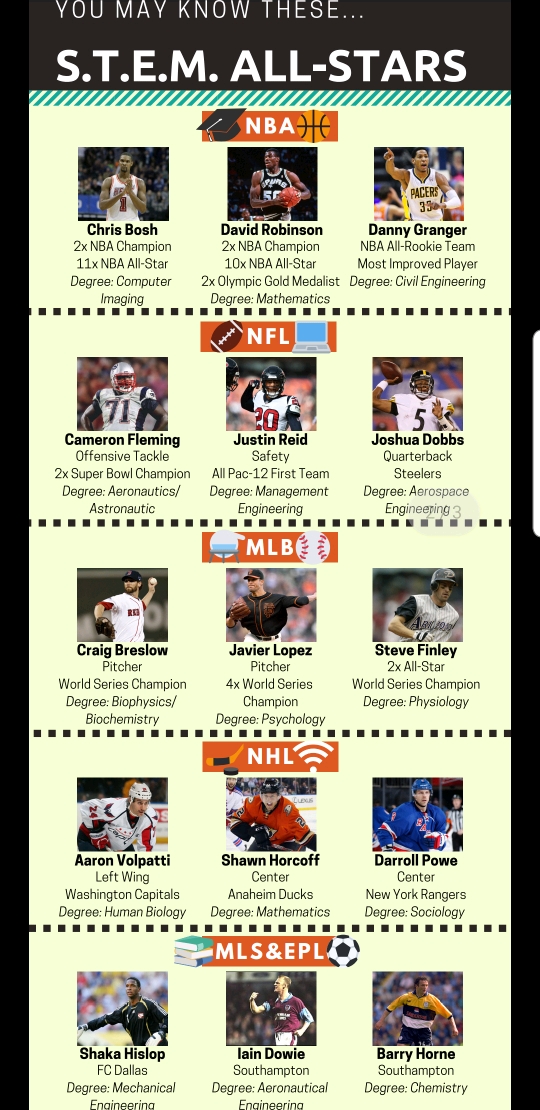 YOU MAY KNOW THESE...
S.T.E.M. ALL-STARS
NBA
Chris Bosh
2x NBA Champion
11x NBA All-Star
Degree: Computer
Imaging
David Robinson
2x NBA Champion
10x NBA All-Star
2x Olympic Gold Medalist
Degree: Mathematics
Danny Granger
NBA All-Rookie Team
Most Improved Player
Degree: Civil Engineering
NFL
Cameron Fleming
Offensive Tackle
2x Super Bowl Champion
Degree: Aeronautics/
Astronautic
Justin Reid
Safety
All Pac-12 First Team
Degree: Management
Engineering
Joshua Dobbs
Quarterback
Steelers
Degree: Aerospace
Engineering
MLB
Craig Breslow
Pitcher
World Series Champion
Degree: Biophysics/
Biochemistry
Javier Lopez
Pitcher
4x World Series
Champion
Degree: Psychology
Steve Finley
2x All-Star
World Series Champion
Degree: Physiology
NHL
Aaron Volpatti
Left Wing
Washington Capitals
Degree: Human Biology
Shawn Horcoff
Center
Anaheim Ducks
Degree: Mathematics
Darroll Powe
Center
New York Rangers
Degree: Sociology
MLS&EPL
Shaka Hislop
FC Dallas
Degree: Mechanical
Engineering
Iain Dowie
Southampton
Degree: Aeronautical
Engineering
Barry Horne
Southampton
Degree: Chemistry